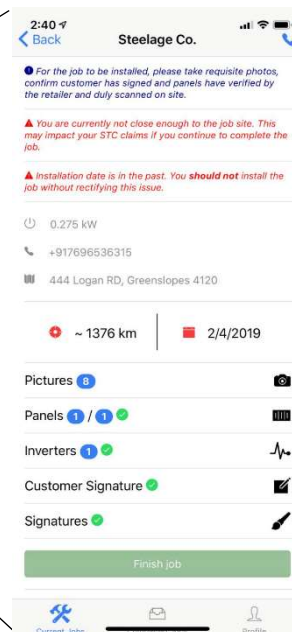 2:40
Back
Steelage Co.
For the job to be installed, please take requisite photos,
confirm customer has signed and panels have verified by
the retailer and duly scanned on site.
You are currently not close enough to the job site. This
may impact your STC claims if you continue to complete the
job.
Installation date is in the past. You should not install the
job without rectifying this issue.
0.275 kW
+917696536315
444 Logan RD, Greenslopes 4120
~ 1376 km
2/4/2019
Pictures 8
Panels 1 / 1
Inverters 1
Customer Signature
Signatures
Finish job
Current Jobs
Profile